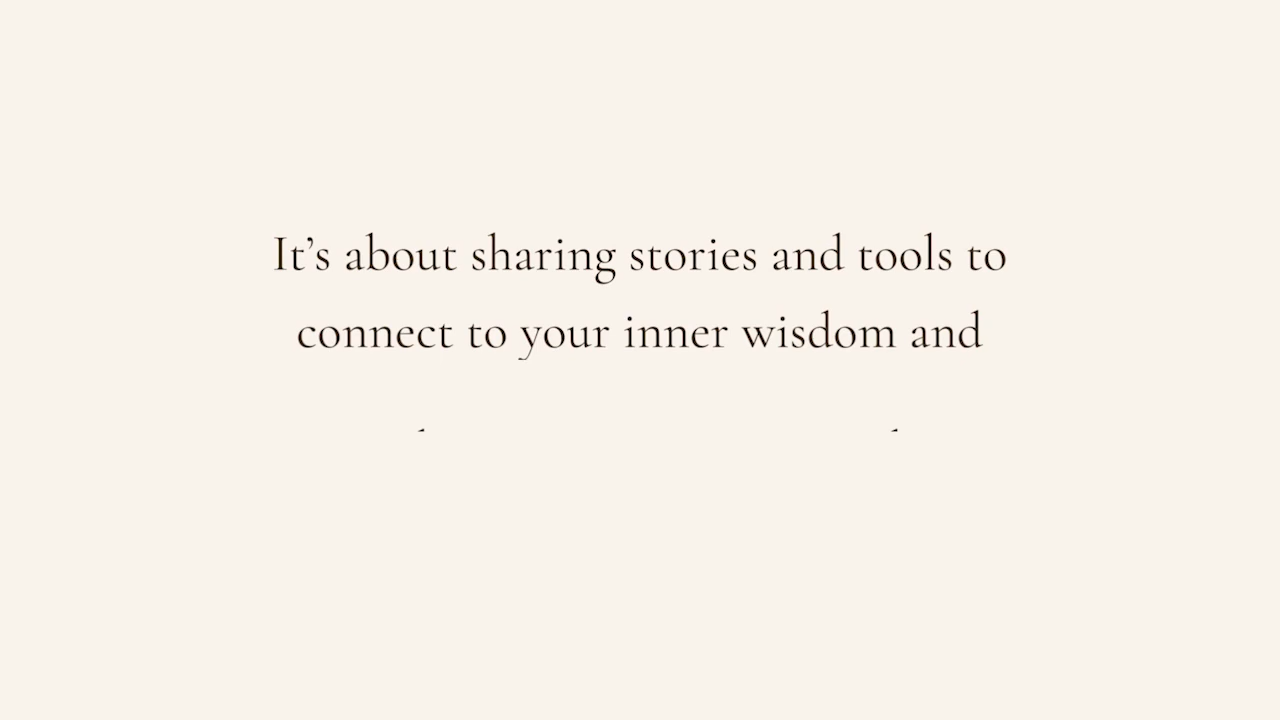 It’s about sharing stories and tools to
connect to your inner wisdom and